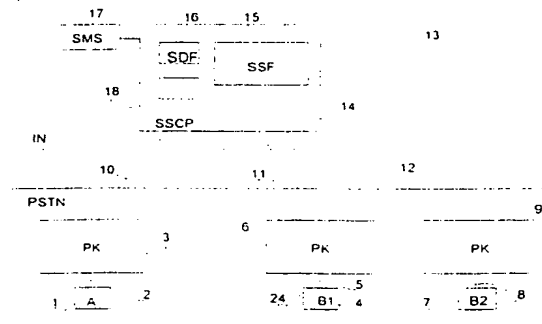 17 16 15
SMS 13
SDF SSF
18
14
SSCP
IN
10 11 12
PSTN
9
6
3
PK PK PK
5
1 A 2 24 B1 4 7 B2 8